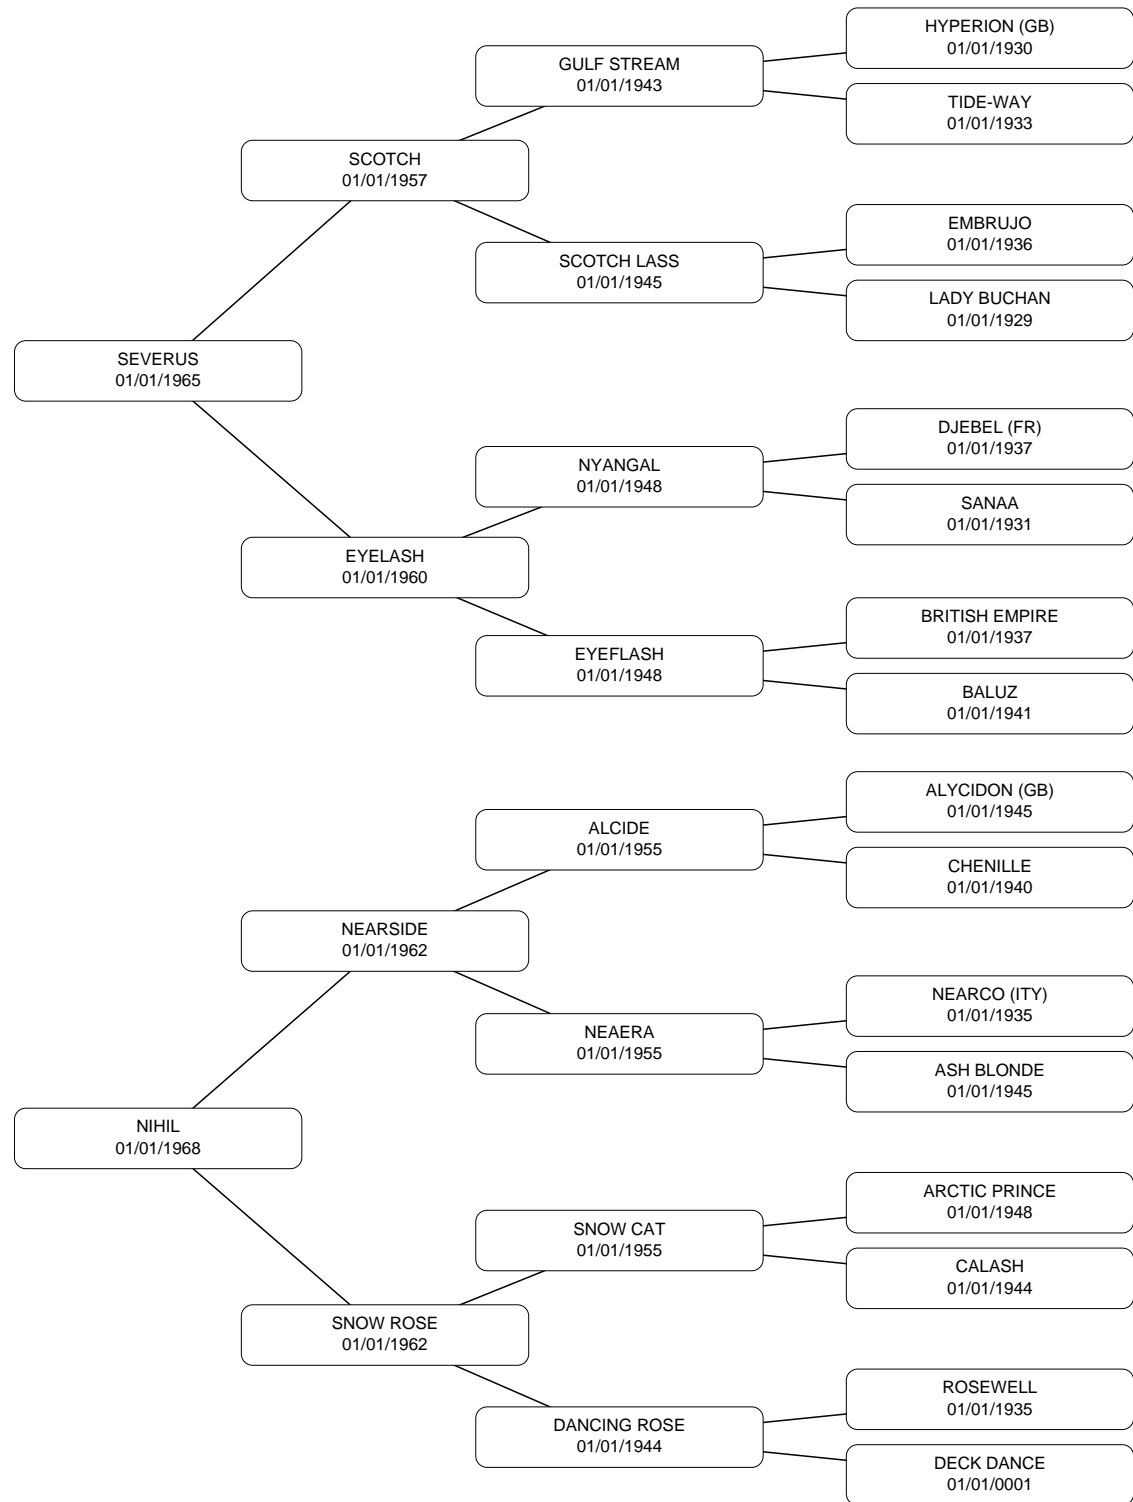 HYPERION (GB)
01/01/1930
GULF STREAM
01/01/1943
TIDE-WAY
01/01/1933
SCOTCH
01/01/1957
EMBRUJO
01/01/1936
SCOTCH LASS
01/01/1945
LADY BUCHAN
01/01/1929
SEVERUS
01/01/1965
DJEBEL (FR)
01/01/1937
NYANGAL
01/01/1948
SANAA
01/01/1931
EYELASH
01/01/1960
BRITISH EMPIRE
01/01/1937
EYEFLASH
01/01/1948
BALUZ
01/01/1941
ALYCIDON (GB)
01/01/1945
ALCIDE
01/01/1955
CHENILLE
01/01/1940
NEARSIDE
01/01/1962
NEARCO (ITY)
01/01/1935
NEAERA
01/01/1955
ASH BLONDE
01/01/1945
NIHIL
01/01/1968
ARCTIC PRINCE
01/01/1948
SNOW CAT
01/01/1955
CALASH
01/01/1944
SNOW ROSE
01/01/1962
ROSEWELL
01/01/1935
DANCING ROSE
01/01/1944
DECK DANCE
01/01/0001